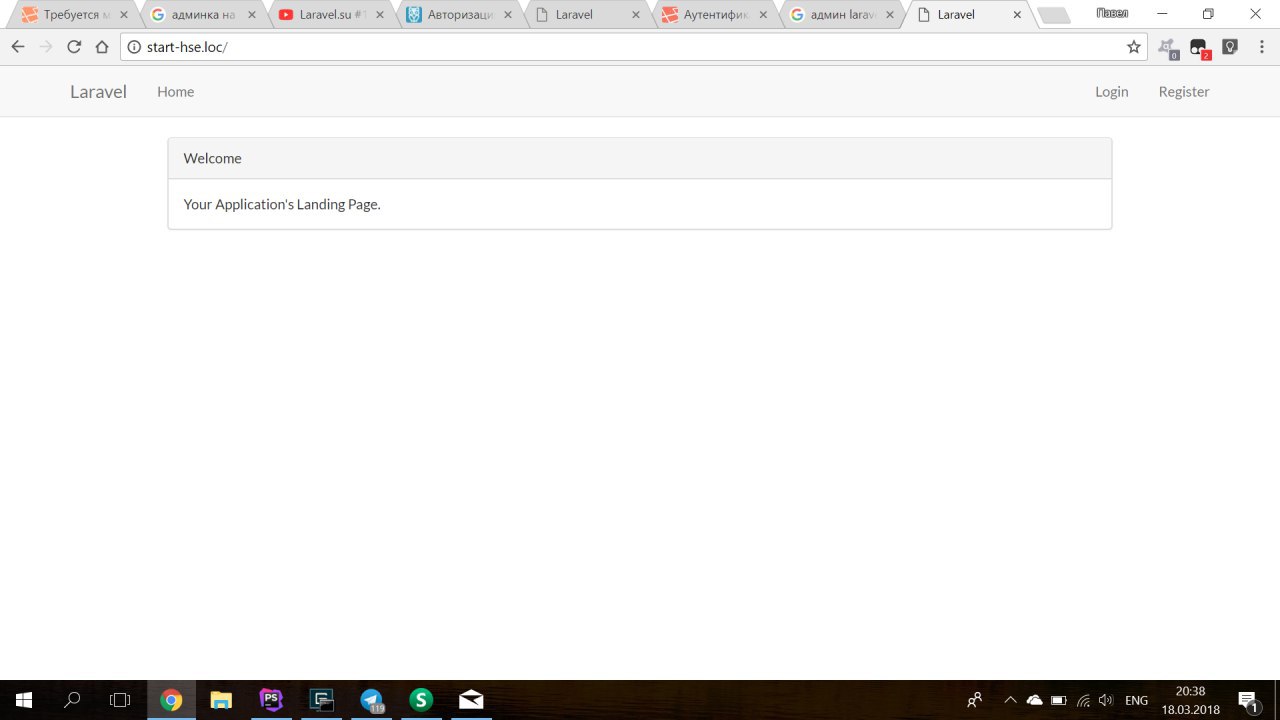 Требуется м
админка на
Laravel.su #1
Авторизаци
Laravel
Аутентифик
админ larave
Laravel
Павел
start-hse.loc/
0
2
Laravel Home Login Register
Welcome
Your Application's Landing Page.
PS
119
S
ENG
20:38
18.03.2018
1